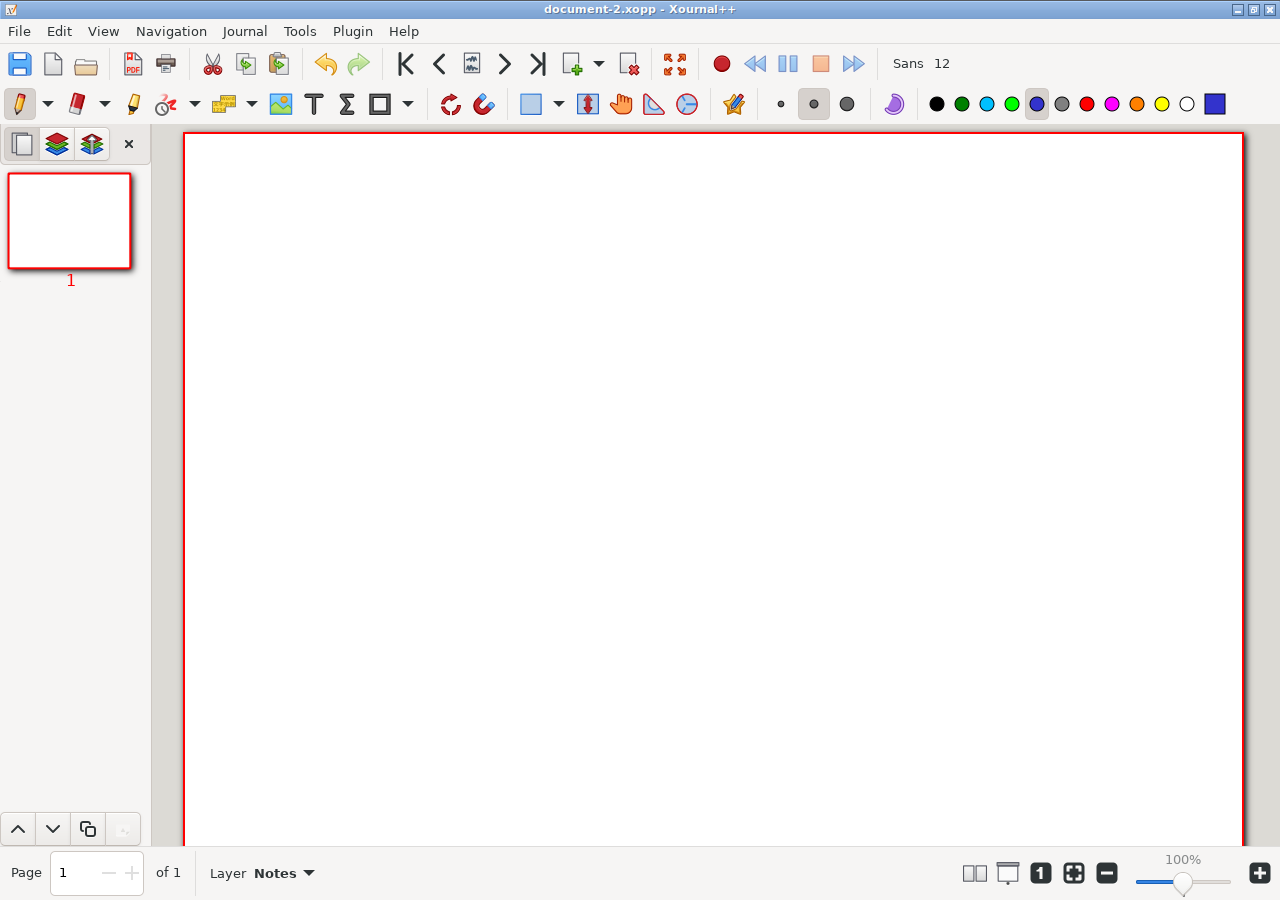 document-2.xopp - Xournal++
File Edit View Navigation Journal Tools Plugin Help
PDF
Sans 12
1
Page 1 of 1 Layer Notes
1
100%